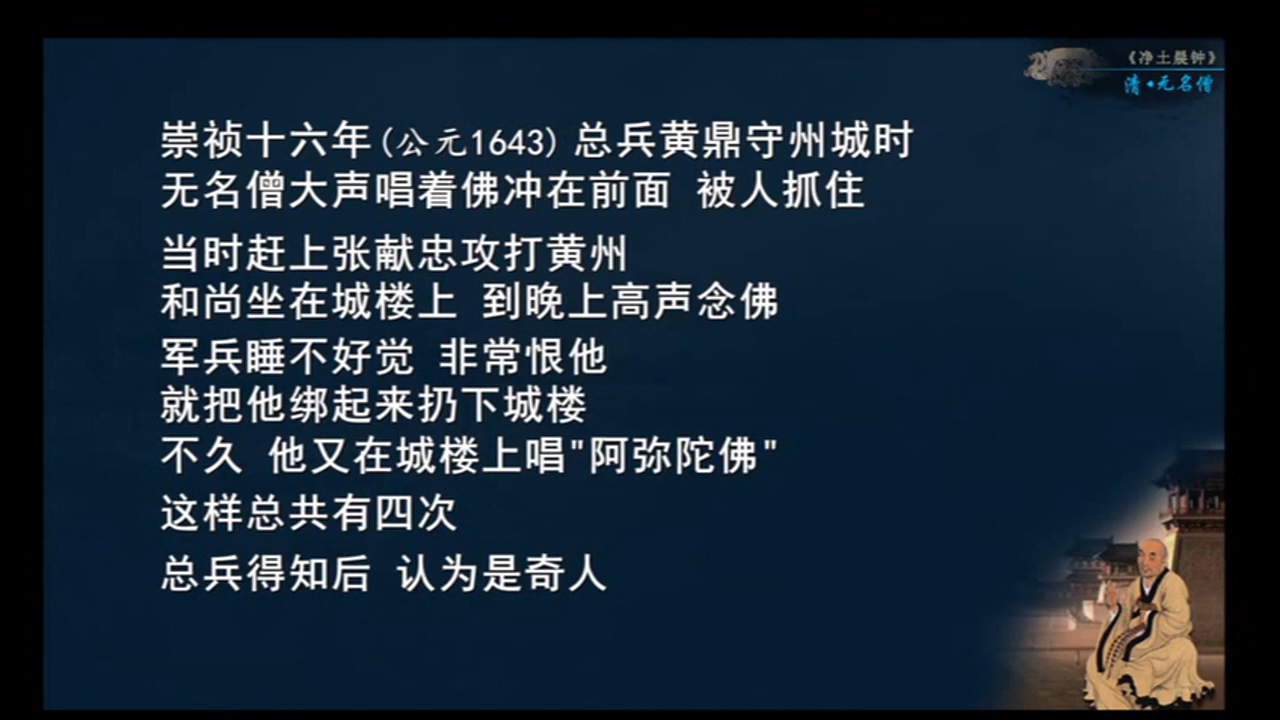 《净土晨钟》
清·无名僧
崇祯十六年(公元1643) 总兵黄鼎守州城时
无名僧大声唱着佛冲在前面 被人抓住
当时赶上张献忠攻打黄州
和尚坐在城楼上 到晚上高声念佛
军兵睡不好觉 非常恨他
就把他绑起来扔下城楼
不久 他又在城楼上唱"阿弥陀佛"
这样总共有四次
总兵得知后 认为是奇人